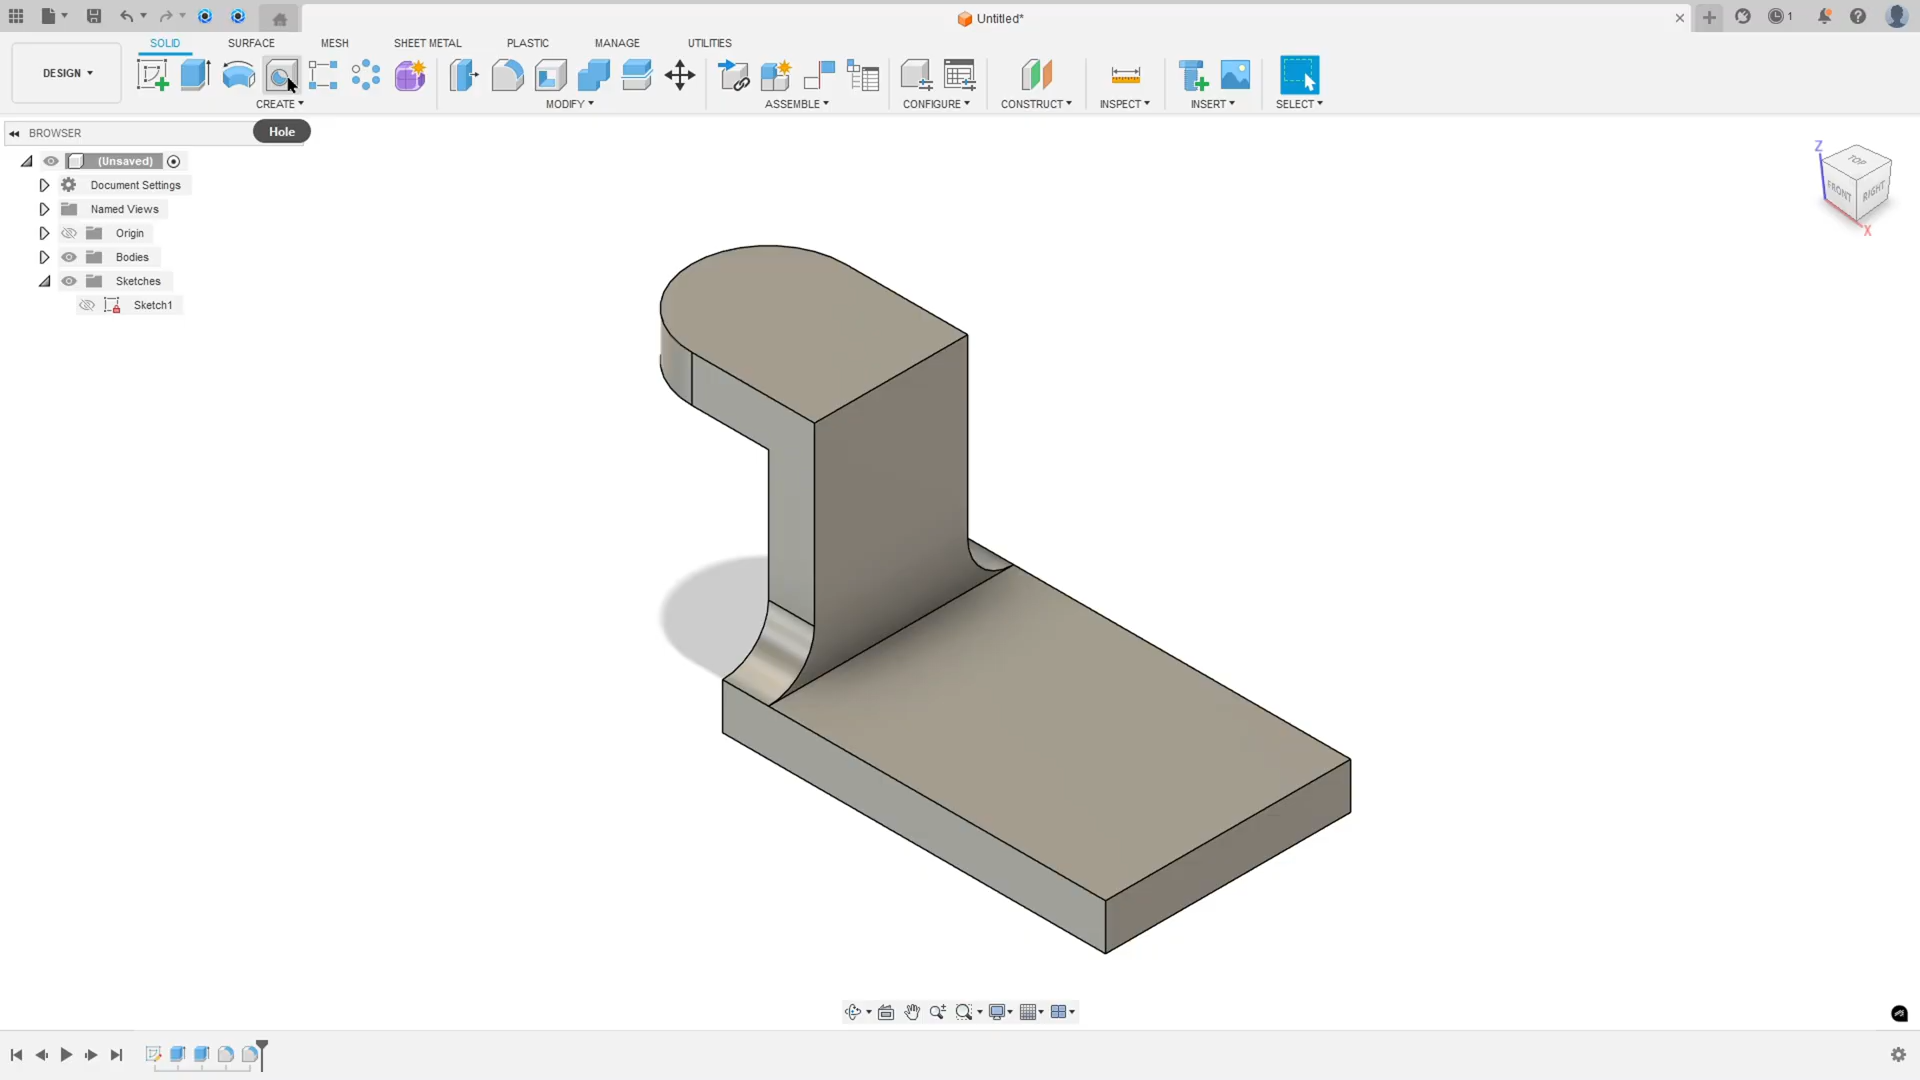 Untitled*
1
DESIGN
SOLID
SURFACE
MESH
SHEET METAL
PLASTIC
MANAGE
UTILITIES
CREATE
MODIFY
ASSEMBLE
CONFIGURE
CONSTRUCT
INSPECT
INSERT
SELECT
Hole
BROWSER
(Unsaved)
Document Settings
Named Views
Origin
Bodies
Sketches
Sketch1
Z
TOP
FRONT
RIGHT
X